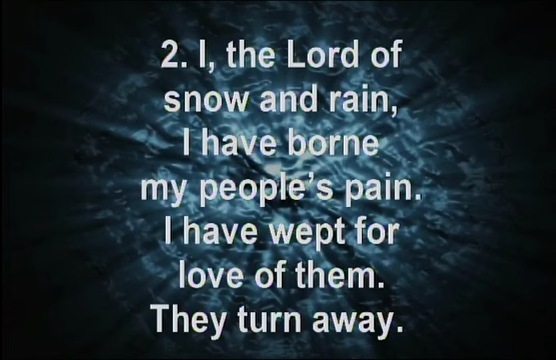 2. I, the Lord of
snow and rain,
I have borne
my people's pain.
I have wept for
love of them.
They turn away.